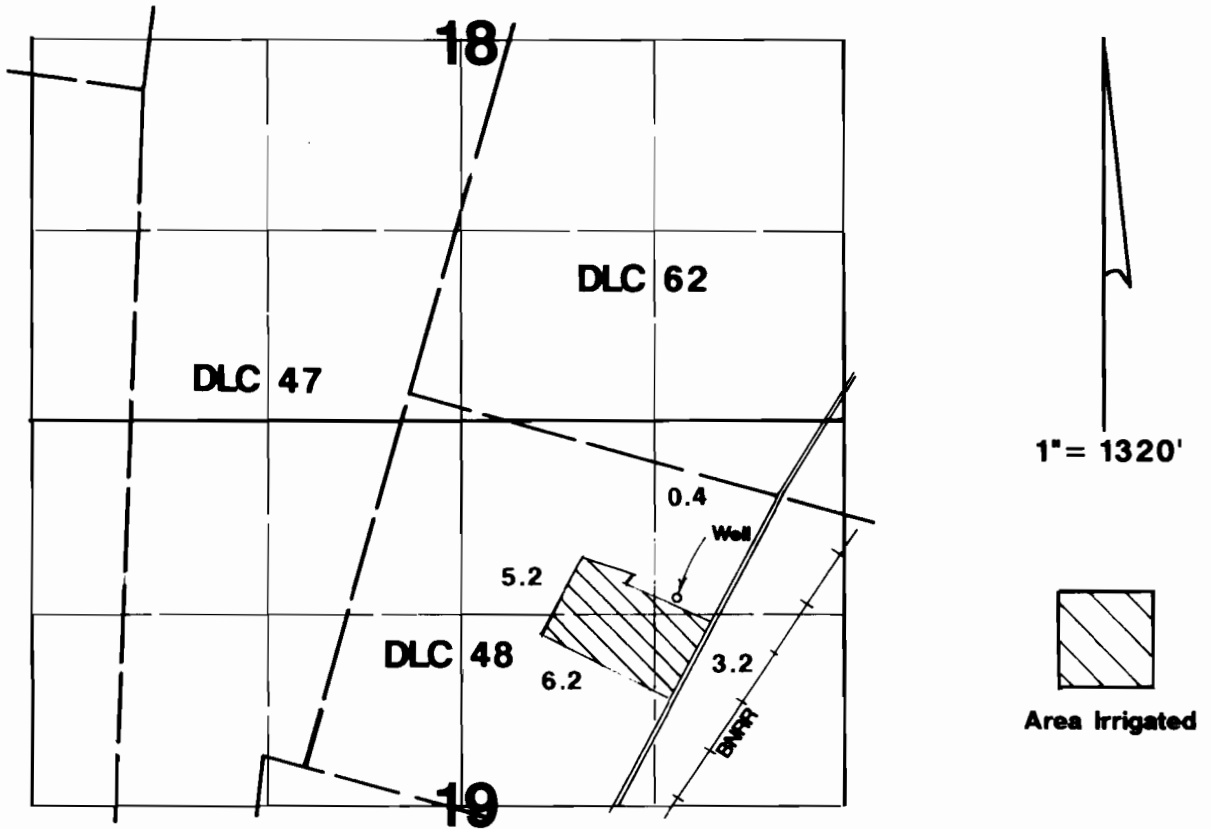 18
DLC 62
DLC 47
1"= 1320'
0.4
Well
5.2
DLC 48
3.2
6.2
BNRR
Area Irrigated
19